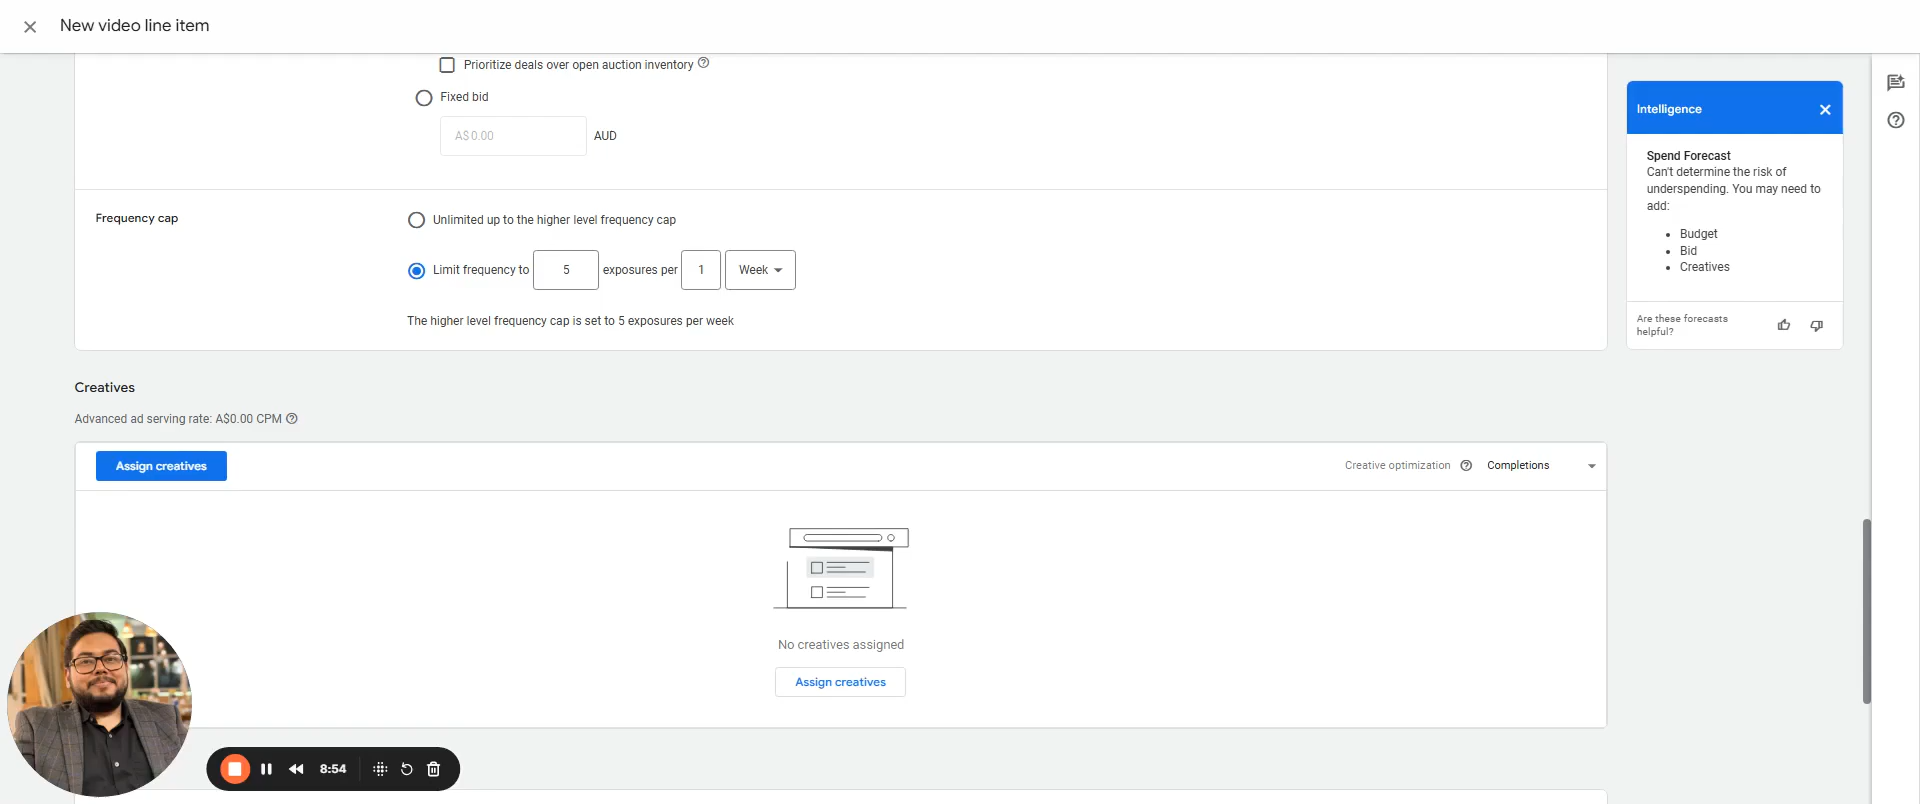 New video line item
Prioritize deals over open auction inventory
Fixed bid
A$ 0.00
AUD
Frequency cap
Unlimited up to the higher level frequency cap
Limit frequency to 5 exposures per 1 Week
The higher level frequency cap is set to 5 exposures per week
Intelligence
Spend Forecast
Can't determine the risk of
underspending. You may need to
add:
• Budget
• Bid
• Creatives
Are these forecasts
helpful?
Creatives
Advanced ad serving rate: A$0.00 CPM
Assign creatives
Creative optimization
Completions
No creatives assigned
Assign creatives
8:54